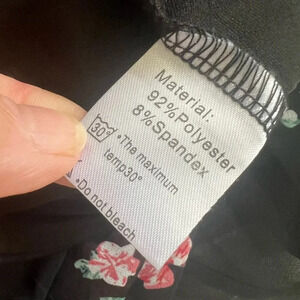 Material:
92%Polyester
8%Spandex
30° •The maximum
temp30°
•Do not bleach